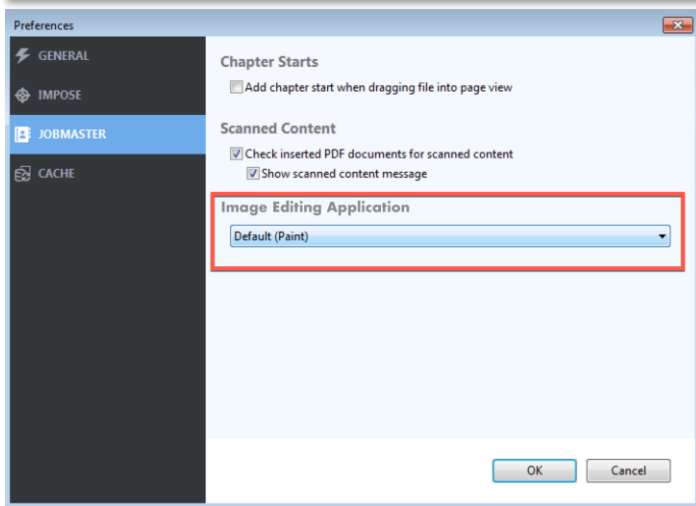 Preferences
GENERAL
IMPOSE
JOBMASTER
CACHE
Chapter Starts
Add chapter start when dragging file into page view
Scanned Content
Check inserted PDF documents for scanned content
Show scanned content message
Image Editing Application
Default (Paint)
OK
Cancel